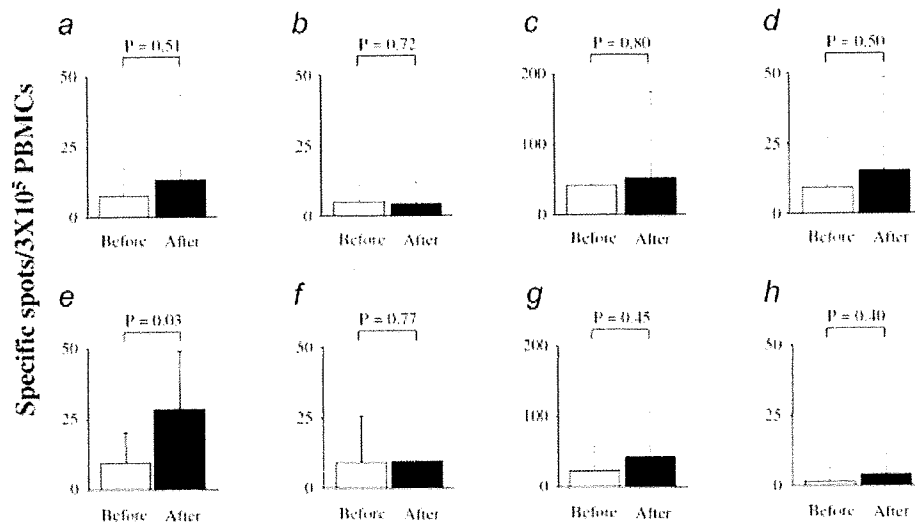 Specific spots/3X10⁵ PBMCs
a
P = 0.51
50
25
0
Before After
b
P = 0.72
50
25
0
Before After
c
P = 0.80
200
100
0
Before After
d
P = 0.50
50
25
0
Before After
e
P = 0.03
50
25
0
Before After
f
P = 0.77
50
25
0
Before After
g
P = 0.45
200
100
0
Before After
h
P = 0.40
50
25
0
Before After